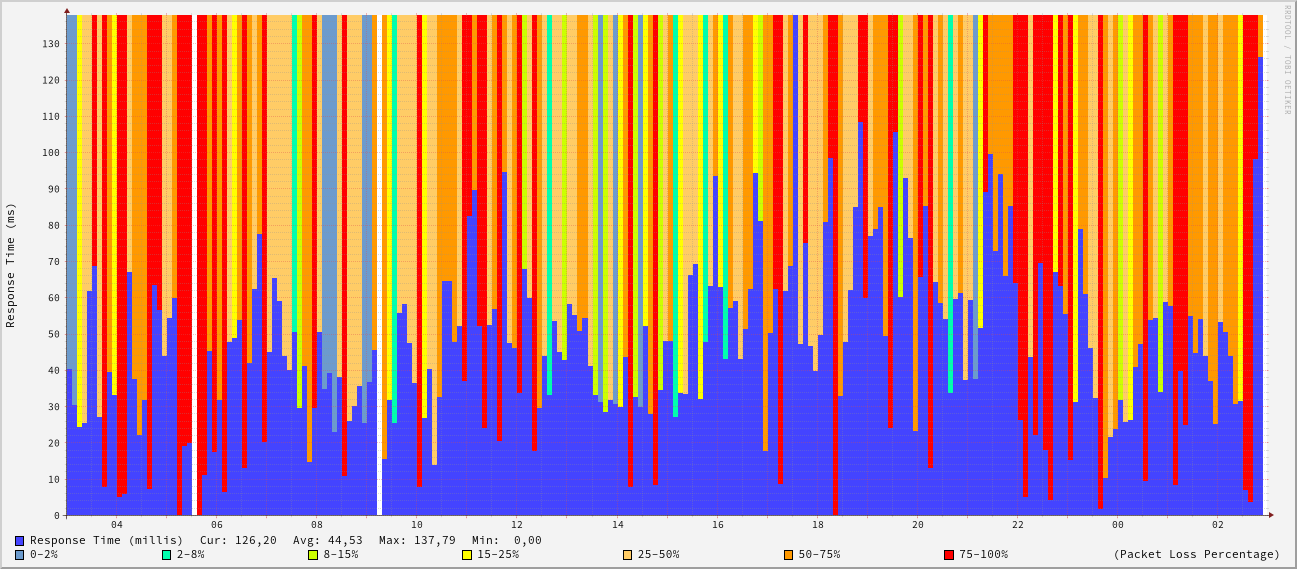 RRDTOOL / TOBI OETIKER
Response Time (ms)
130
120
110
100
90
80
70
60
50
40
30
20
10
0
04 06 08 10 12 14 16 18 20 22 00 02
Response Time (millis) Cur: 126,20 Avg: 44,53 Max: 137,79 Min: 0,00
0-2% 2-8% 8-15% 15-25% 25-50% 50-75% 75-100% (Packet Loss Percentage)